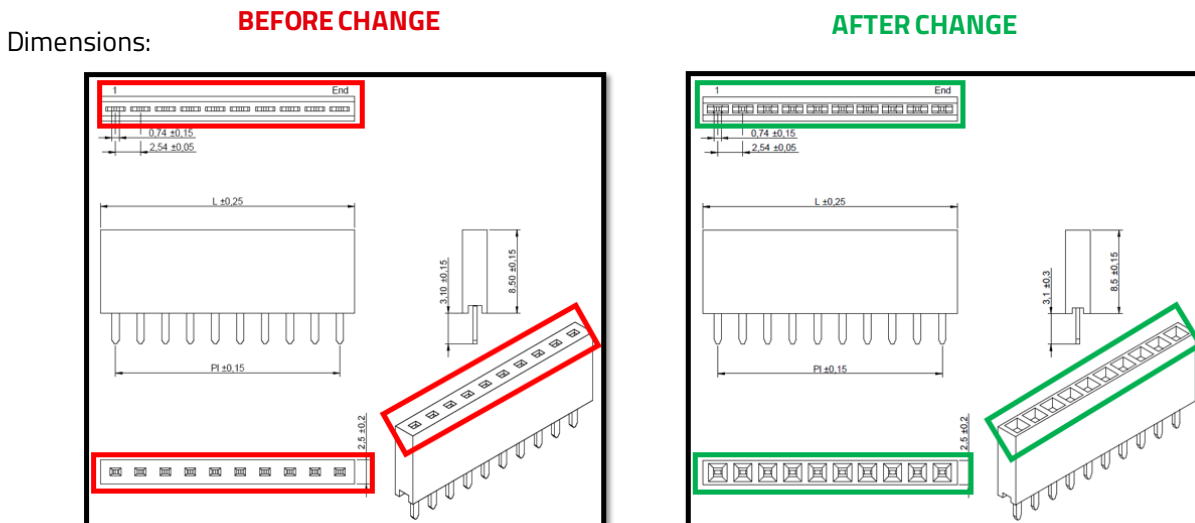 BEFORE CHANGE
AFTER CHANGE
Dimensions:
1 End
0,74 ±0,15
2,54 ±0,05
L ±0,25
3,10 ±0,15
8,50 ±0,15
PI ±0,15
2,5 ±0,2
1 End
0,74 ±0,15
2,54 ±0,05
L ±0,25
3,1 ±0,3
8,5 ±0,15
PI ±0,15
2,5 ±0,2